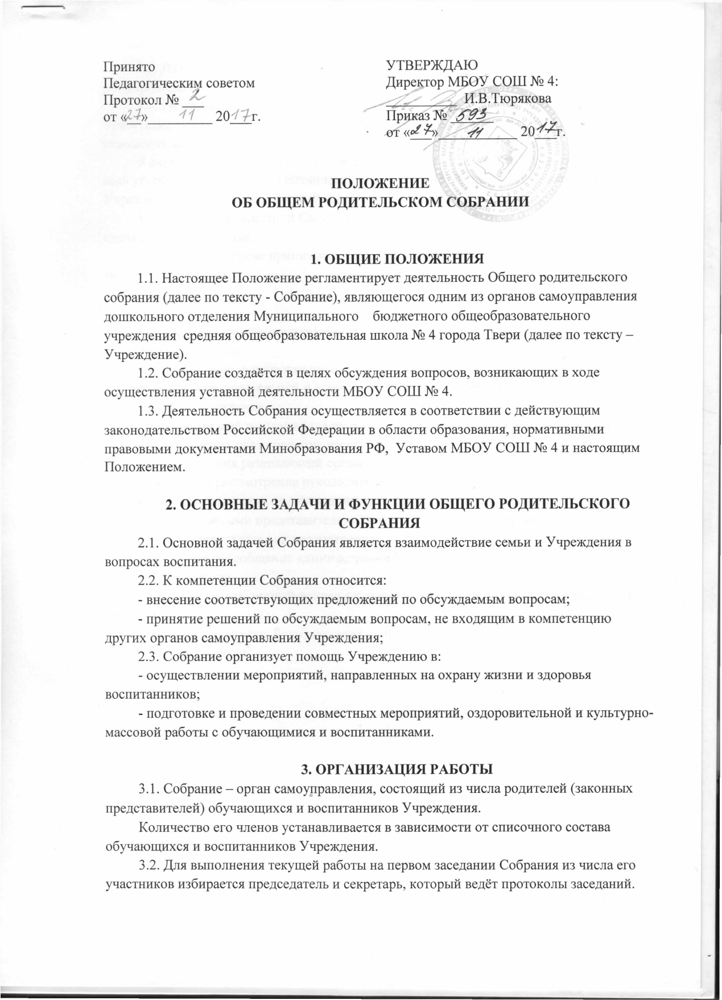 Принято
Педагогическим советом
Протокол № 2
от «27» 11 2017г.
УТВЕРЖДАЮ
Директор МБОУ СОШ № 4:
И.В.Тюрякова
Приказ № 593
от «27» 11 2017г.
ПОЛОЖЕНИЕ
ОБ ОБЩЕМ РОДИТЕЛЬСКОМ СОБРАНИИ
1. ОБЩИЕ ПОЛОЖЕНИЯ
1.1. Настоящее Положение регламентирует деятельность Общего родительского
собрания (далее по тексту - Собрание), являющегося одним из органов самоуправления
дошкольного отделения Муниципального бюджетного общеобразовательного
учреждения средняя общеобразовательная школа № 4 города Твери (далее по тексту –
Учреждение).
1.2. Собрание создаётся в целях обсуждения вопросов, возникающих в ходе
осуществления уставной деятельности МБОУ СОШ № 4.
1.3. Деятельность Собрания осуществляется в соответствии с действующим
законодательством Российской Федерации в области образования, нормативными
правовыми документами Минобразования РФ, Уставом МБОУ СОШ № 4 и настоящим
Положением.
2. ОСНОВНЫЕ ЗАДАЧИ И ФУНКЦИИ ОБЩЕГО РОДИТЕЛЬСКОГО
СОБРАНИЯ
2.1. Основной задачей Собрания является взаимодействие семьи и Учреждения в
вопросах воспитания.
2.2. К компетенции Собрания относится:
- внесение соответствующих предложений по обсуждаемым вопросам;
- принятие решений по обсуждаемым вопросам, не входящим в компетенцию
других органов самоуправления Учреждения;
2.3. Собрание организует помощь Учреждению в:
- осуществлении мероприятий, направленных на охрану жизни и здоровья
воспитанников;
- подготовке и проведении совместных мероприятий, оздоровительной и культурно-
массовой работы с обучающимися и воспитанниками.
3. ОРГАНИЗАЦИЯ РАБОТЫ
3.1. Собрание – орган самоуправления, состоящий из числа родителей (законных
представителей) обучающихся и воспитанников Учреждения.
Количество его членов устанавливается в зависимости от списочного состава
обучающихся и воспитанников Учреждения.
3.2. Для выполнения текущей работы на первом заседании Собрания из числа его
участников избирается председатель и секретарь, который ведёт протоколы заседаний.